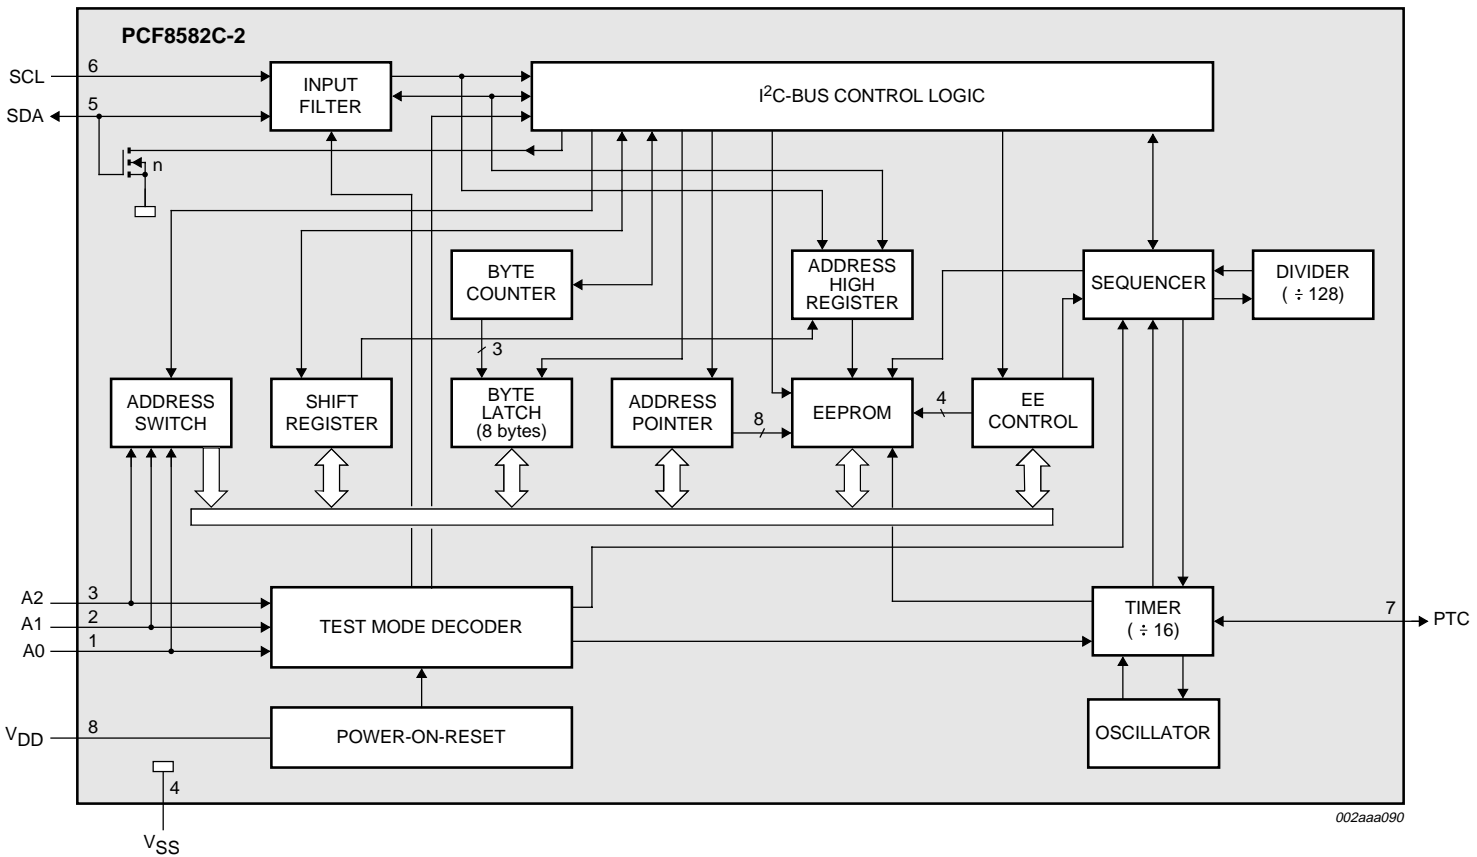 PCF8582C-2
SCL
6
SDA
5
n
INPUT
FILTER
I²C-BUS CONTROL LOGIC
BYTE
COUNTER
3
ADDRESS
HIGH
REGISTER
SEQUENCER
DIVIDER
( ÷ 128)
ADDRESS
SWITCH
SHIFT
REGISTER
BYTE
LATCH
(8 bytes)
ADDRESS
POINTER
8
EEPROM
4
EE
CONTROL
A2
3
A1
2
A0
1
TEST MODE DECODER
TIMER
( ÷ 16)
7
PTC
VDD
8
POWER-ON-RESET
OSCILLATOR
4
VSS
002aaa090